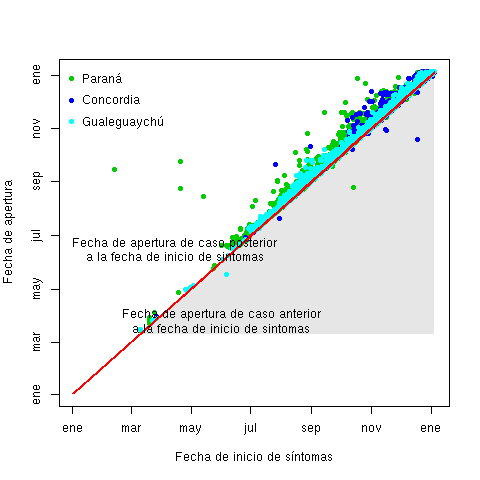 Paraná
Concordia
Gualeguaychú
Fecha de apertura de caso posterior
a la fecha de inicio de síntomas
Fecha de apertura de caso anterior
a la fecha de inicio de sintomas
Fecha de apertura
ene
nov
sep
jul
may
mar
ene
ene
mar
may
jul
sep
nov
ene
Fecha de inicio de síntomas